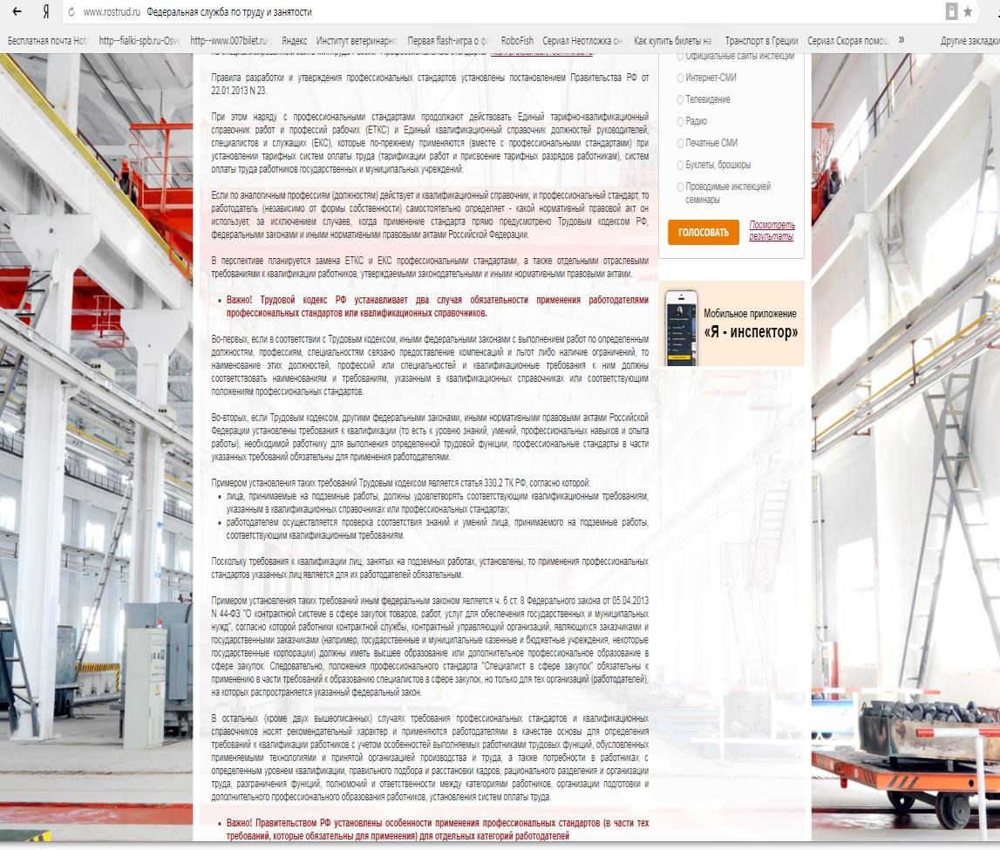 www.rostrud.ru Федеральная служба по труду и занятости
Бесплатная почта Hotr http--fialki-spb.ru-Osve http--www.007bilet.ru- Яндекс Институт ветеринарно Первая flash-игра о ф RoboFish Сериал Неотложка он Как купить билеты на Транспорт в Греции Сериал Скорая помощ » Другие закладки
Правила разработки и утверждения профессиональных стандартов установлены постановлением Правительства РФ от
22.01.2013 N 23.
При этом наряду с профессиональными стандартами продолжают действовать Единый тарифно-квалификационный
справочник работ и профессий рабочих (ЕТКС) и Единый квалификационный справочник должностей руководителей,
специалистов и служащих (ЕКС), которые по-прежнему применяются (вместе с профессиональными стандартами) при
установлении тарифных систем оплаты труда (тарификации работ и присвоение тарифных разрядов работникам), систем
оплаты труда работников государственных и муниципальных учреждений.
Если по аналогичным профессиям (должностям) действует и квалификационный справочник, и профессиональный стандарт, то
работодатель (независимо от формы собственности) самостоятельно определяет - какой нормативный правовой акт он
использует, за исключением случаев, когда применение стандарта прямо предусмотрено Трудовым кодексом РФ,
федеральными законами и иными нормативными правовыми актами Российской Федерации.
В перспективе планируется замена ЕТКС и ЕКС профессиональными стандартами, а также отдельными отраслевыми
требованиями к квалификации работников, утверждаемыми законодательными и иными нормативными правовыми актами.
• Важно! Трудовой кодекс РФ устанавливает два случая обязательности применения работодателями
профессиональных стандартов или квалификационных справочников.
Во-первых, если в соответствии с Трудовым кодексом, иными федеральными законами с выполнением работ по определенным
должностям, профессиям, специальностям связано предоставление компенсаций и льгот либо наличие ограничений, то
наименование этих должностей, профессий или специальностей и квалификационные требования к ним должны
соответствовать наименованиям и требованиям, указанным в квалификационных справочниках или соответствующим
положениям профессиональных стандартов.
Во-вторых, если Трудовым кодексом, другими федеральными законами, иными нормативными правовыми актами Российской
Федерации установлены требования к квалификации (то есть к уровню знаний, умений, профессиональных навыков и опыта
работы), необходимой работнику для выполнения определенной трудовой функции, профессиональные стандарты в части
указанных требований обязательны для применения работодателями.
Примером установления таких требований Трудовым кодексом является статья 330.2 ТК РФ, согласно которой:
• лица, принимаемые на подземные работы, должны удовлетворять соответствующим квалификационным требованиям,
указанным в квалификационных справочниках или профессиональных стандартах;
• работодателем осуществляется проверка соответствия знаний и умений лица, принимаемого на подземные работы,
соответствующим квалификационным требованиям.
Поскольку требования к квалификации лиц, занятых на подземных работах, установлены, то применения профессиональных
стандартов указанных лиц является для их работодателей обязательным.
Примером установления таких требований иным федеральным законом является ч. 6 ст. 8 Федерального закона от 05.04.2013
N 44-ФЗ "О контрактной системе в сфере закупок товаров, работ, услуг для обеспечения государственных и муниципальных
нужд", согласно которой работники контрактной службы, контрактный управляющий организаций, являющихся заказчиками и
государственными заказчиками (например, государственные и муниципальные казенные и бюджетные учреждения, некоторые
государственные корпорации) должны иметь высшее образование или дополнительное профессиональное образование в
сфере закупок. Следовательно, положения профессионального стандарта "Специалист в сфере закупок" обязательны к
применению в части требований к образованию специалистов в сфере закупок, но только для тех организаций (работодателей),
на которых распространяется указанный федеральный закон.
В остальных (кроме двух вышеописанных) случаях требования профессиональных стандартов и квалификационных
справочников носят рекомендательный характер и применяются работодателями в качестве основы для определения
требований к квалификации работников с учетом особенностей выполняемых работниками трудовых функций, обусловленных
применяемыми технологиями и принятой организацией производства и труда, а также потребности в работниках с
определенным уровнем квалификации, правильного подбора и расстановки кадров, рационального разделения и организации
труда, разграничения функций, полномочий и ответственности между категориями работников, организации подготовки и
дополнительного профессионального образования работников, установления систем оплаты труда.
• Важно! Правительством РФ установлены особенности применения профессиональных стандартов (в части тех
требований, которые обязательны для применения) для отдельных категорий работодателей
Официальные сайты инспекции
Интернет-СМИ
Телевидение
Радио
Печатные СМИ
Буклеты, брошюры
Проводимые инспекцией
семинары
ГОЛОСОВАТЬ
Посмотреть
результаты
Мобильное приложение
«Я - инспектор»